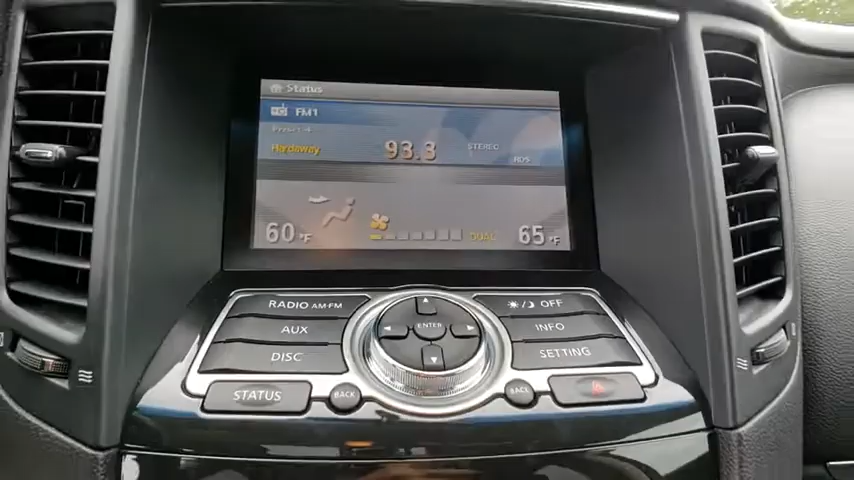 Status
FM1
Preset 4
Hardaway 93.3 STEREO RDS
60°F DUAL 65°F
RADIO AM·FM
AUX
DISC
STATUS
BACK
ENTER
OFF
INFO
SETTING
BACK